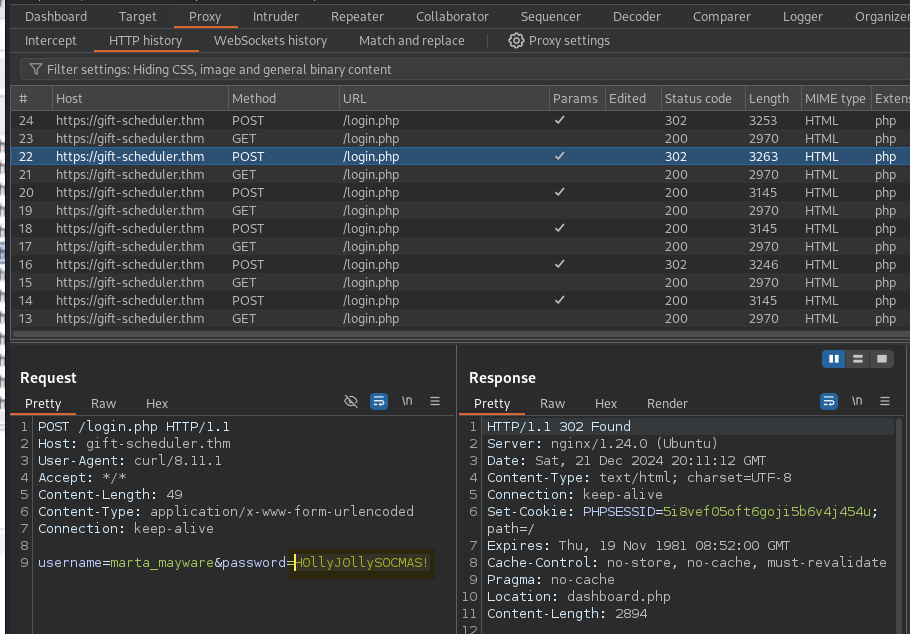 Dashboard Target Proxy Intruder Repeater Collaborator Sequencer Decoder Comparer Logger Organizer
Intercept HTTP history WebSockets history Match and replace Proxy settings
Filter settings: Hiding CSS, image and general binary content
# Host Method URL Params Edited Status code Length MIME type Extens
24 https://gift-scheduler.thm POST /login.php ✓ 302 3253 HTML php
23 https://gift-scheduler.thm GET /login.php 200 2970 HTML php
22 https://gift-scheduler.thm POST /login.php ✓ 302 3263 HTML php
21 https://gift-scheduler.thm GET /login.php 200 2970 HTML php
20 https://gift-scheduler.thm POST /login.php ✓ 200 3145 HTML php
19 https://gift-scheduler.thm GET /login.php 200 2970 HTML php
18 https://gift-scheduler.thm POST /login.php ✓ 200 3145 HTML php
17 https://gift-scheduler.thm GET /login.php 200 2970 HTML php
16 https://gift-scheduler.thm POST /login.php ✓ 302 3246 HTML php
15 https://gift-scheduler.thm GET /login.php 200 2970 HTML php
14 https://gift-scheduler.thm POST /login.php ✓ 200 3145 HTML php
13 https://gift-scheduler.thm GET /login.php 200 2970 HTML php
Request
Pretty Raw Hex \n
1 POST /login.php HTTP/1.1
2 Host: gift-scheduler.thm
3 User-Agent: curl/8.11.1
4 Accept: */*
5 Content-Length: 49
6 Content-Type: application/x-www-form-urlencoded
7 Connection: keep-alive
8
9 username=marta_mayware&password=H0llyJ0llySOCMAS!
Response
Pretty Raw Hex Render \n
1 HTTP/1.1 302 Found
2 Server: nginx/1.24.0 (Ubuntu)
3 Date: Sat, 21 Dec 2024 20:11:12 GMT
4 Content-Type: text/html; charset=UTF-8
5 Connection: keep-alive
6 Set-Cookie: PHPSESSID=5i8vef05oft6goji5b6v4j454u;
path=/
7 Expires: Thu, 19 Nov 1981 08:52:00 GMT
8 Cache-Control: no-store, no-cache, must-revalidate
9 Pragma: no-cache
10 Location: dashboard.php
11 Content-Length: 2894
12